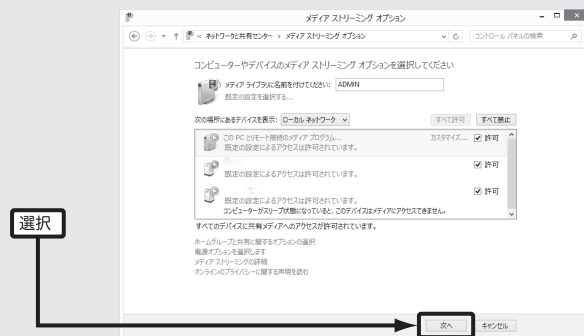 メディア ストリーミング オプション
« ネットワークと共有センター ▸ メディア ストリーミング オプション
コントロール パネルの検索
コンピューターやデバイスのメディア ストリーミング オプションを選択してください
メディア ライブラリに名前を付けてください: ADMIN
既定の設定を選択する...
次の場所にあるデバイスを表示: ローカル ネットワーク
すべて許可 すべて禁止
この PC とリモート接続のメディア プログラム... カスタマイズ... 許可
既定の設定によるアクセスは許可されています。
許可
既定の設定によるアクセスは許可されています。
許可
既定の設定によるアクセスは許可されています。
コンピューターがスリープ状態になっていると、このデバイスはメディアにアクセスできません。
すべてのデバイスに共有メディアへのアクセスが許可されています。
ホームグループと共有に関するオプションの選択
電源オプションを選択します
メディア ストリーミングの詳細
オンラインのプライバシーに関する声明を読む
選択
次へ キャンセル